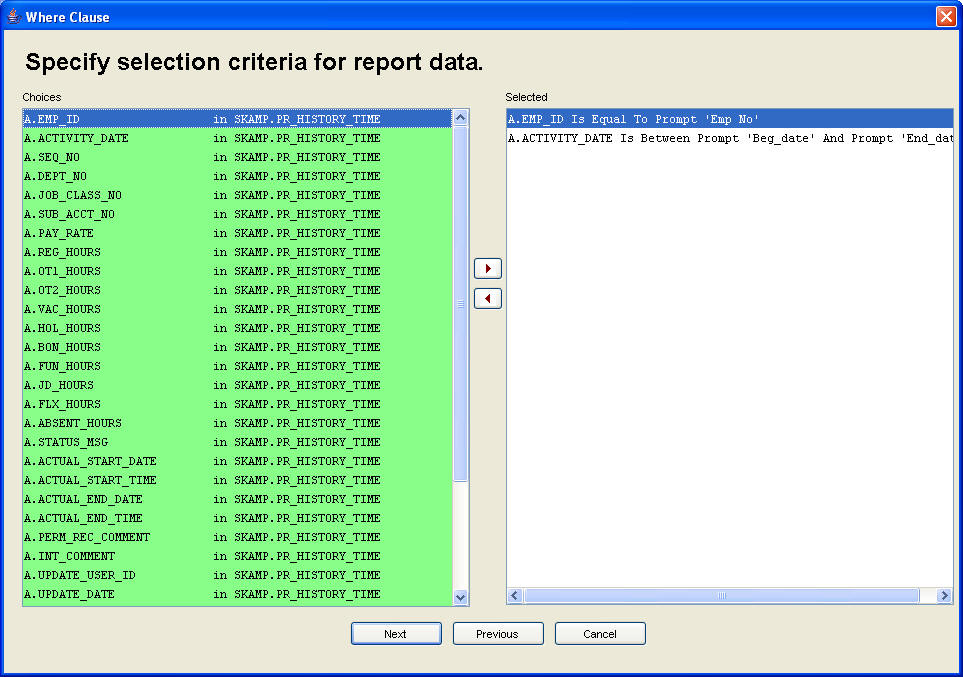 Where Clause
Specify selection criteria for report data.
Choices
A.EMP_ID in SKAMP.PR_HISTORY_TIME
A.ACTIVITY_DATE in SKAMP.PR_HISTORY_TIME
A.SEQ_NO in SKAMP.PR_HISTORY_TIME
A.DEPT_NO in SKAMP.PR_HISTORY_TIME
A.JOB_CLASS_NO in SKAMP.PR_HISTORY_TIME
A.SUB_ACCT_NO in SKAMP.PR_HISTORY_TIME
A.PAY_RATE in SKAMP.PR_HISTORY_TIME
A.REG_HOURS in SKAMP.PR_HISTORY_TIME
A.OT1_HOURS in SKAMP.PR_HISTORY_TIME
A.OT2_HOURS in SKAMP.PR_HISTORY_TIME
A.VAC_HOURS in SKAMP.PR_HISTORY_TIME
A.HOL_HOURS in SKAMP.PR_HISTORY_TIME
A.BON_HOURS in SKAMP.PR_HISTORY_TIME
A.FUN_HOURS in SKAMP.PR_HISTORY_TIME
A.JD_HOURS in SKAMP.PR_HISTORY_TIME
A.FLX_HOURS in SKAMP.PR_HISTORY_TIME
A.ABSENT_HOURS in SKAMP.PR_HISTORY_TIME
A.STATUS_MSG in SKAMP.PR_HISTORY_TIME
A.ACTUAL_START_DATE in SKAMP.PR_HISTORY_TIME
A.ACTUAL_START_TIME in SKAMP.PR_HISTORY_TIME
A.ACTUAL_END_DATE in SKAMP.PR_HISTORY_TIME
A.ACTUAL_END_TIME in SKAMP.PR_HISTORY_TIME
A.PERM_REC_COMMENT in SKAMP.PR_HISTORY_TIME
A.INT_COMMENT in SKAMP.PR_HISTORY_TIME
A.UPDATE_USER_ID in SKAMP.PR_HISTORY_TIME
A.UPDATE_DATE in SKAMP.PR_HISTORY_TIME
Selected
A.EMP_ID Is Equal To Prompt 'Emp No'
A.ACTIVITY_DATE Is Between Prompt 'Beg_date' And Prompt 'End_dat
Next
Previous
Cancel